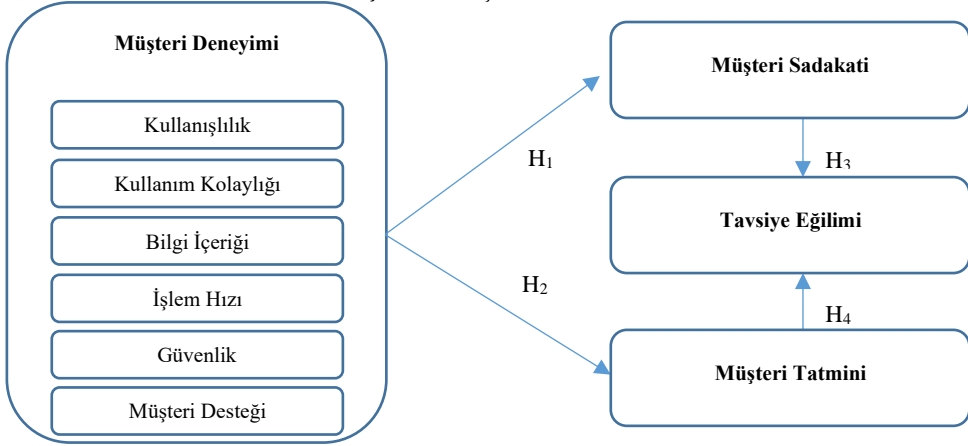 Müşteri Deneyimi
Kullanışlılık
Kullanım Kolaylığı
Bilgi İçeriği
İşlem Hızı
Güvenlik
Müşteri Desteği
H1
H2
Müşteri Sadakati
H3
Tavsiye Eğilimi
H4
Müşteri Tatmini